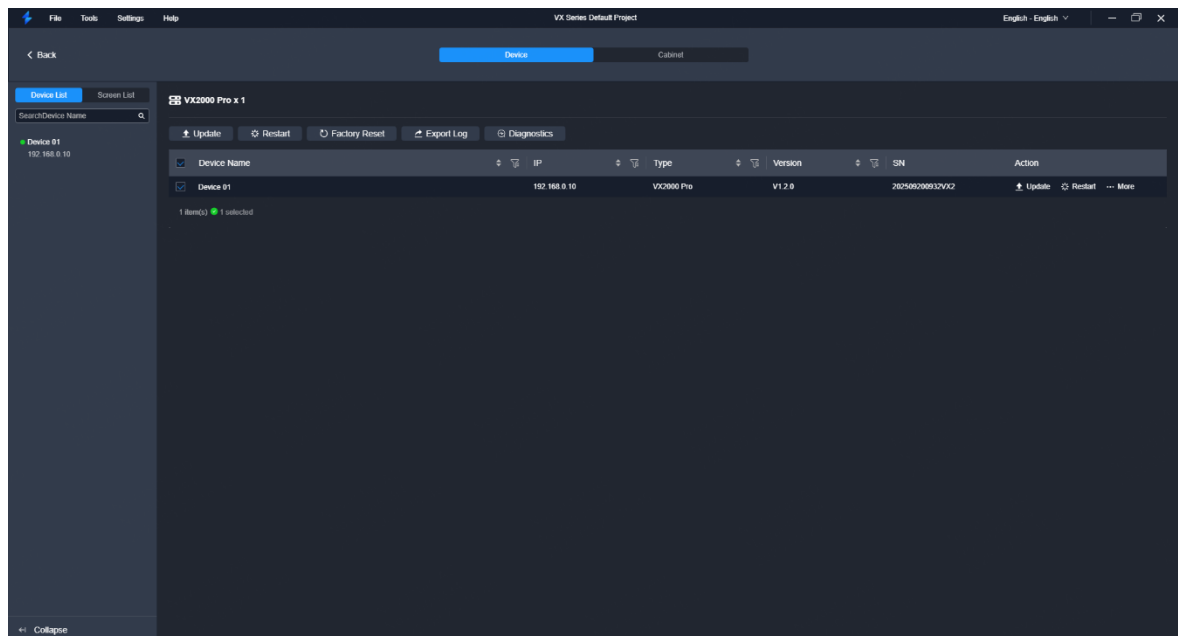 File Tools Settings Help VX Series Default Project English - English
Back Device Cabinet
Device List Screen List
SearchDevice Name
Device 01
192.168.0.10
VX2000 Pro x 1
Update Restart Factory Reset Export Log Diagnostics
Device Name IP Type Version SN Action
Device 01 192.168.0.10 VX2000 Pro V1.2.0 202509200932VX2 Update Restart ··· More
1 item(s) 1 selected
Collapse